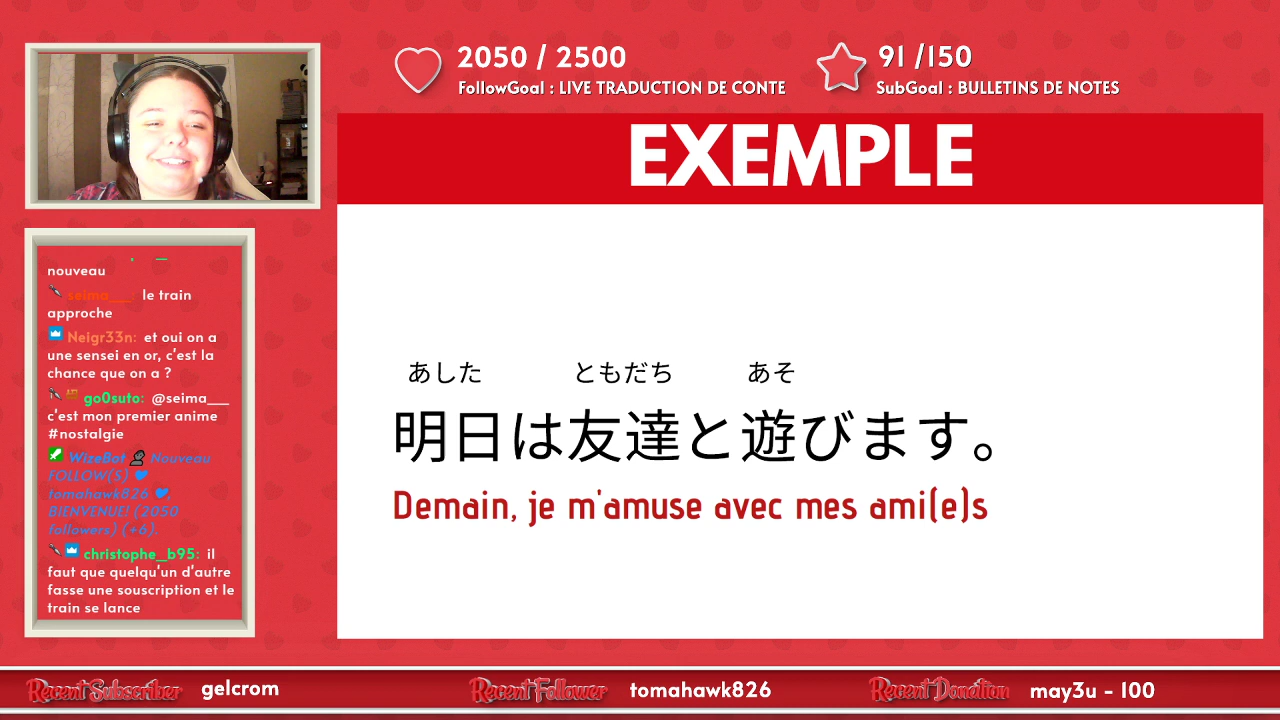 2050 / 2500
FollowGoal : LIVE TRADUCTION DE CONTE
91 /150
SubGoal : BULLETINS DE NOTES
EXEMPLE
あした ともだち あそ
明日は友達と遊びます。
Demain, je m'amuse avec mes ami(e)s
nouveau
seima___: le train
approche
Neigr33n: et oui on a
une sensei en or, c'est la
chance que on a ?
go0suto: @seima___
c'est mon premier anime
#nostalgie
WizeBot Nouveau
FOLLOW(S)
tomahawk826 ,
BIENVENUE! (2050
followers) (+6).
christophe_b95: il
faut que quelqu'un d'autre
fasse une souscription et le
train se lance
Recent Subscriber gelcrom
Recent Follower tomahawk826
Recent Donation may3u - 100